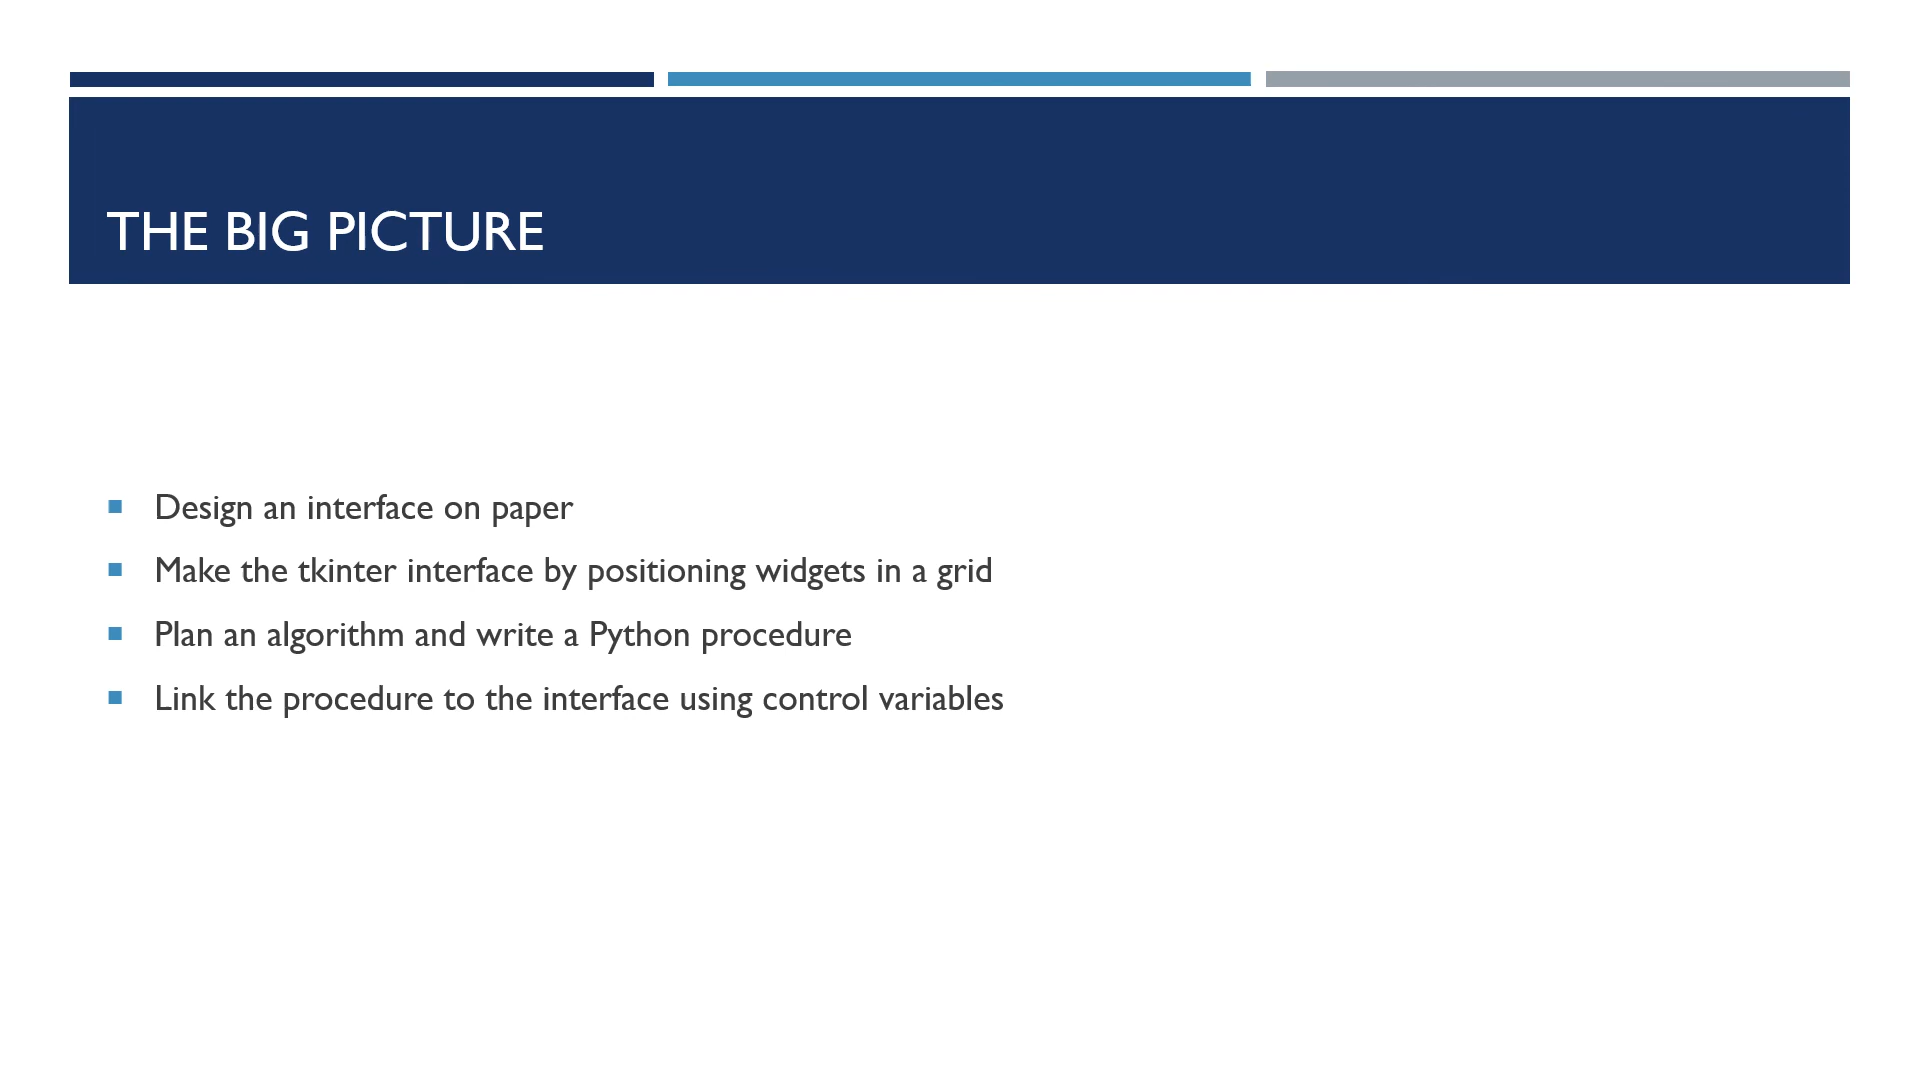 THE BIG PICTURE
Design an interface on paper
Make the tkinter interface by positioning widgets in a grid
Plan an algorithm and write a Python procedure
Link the procedure to the interface using control variables